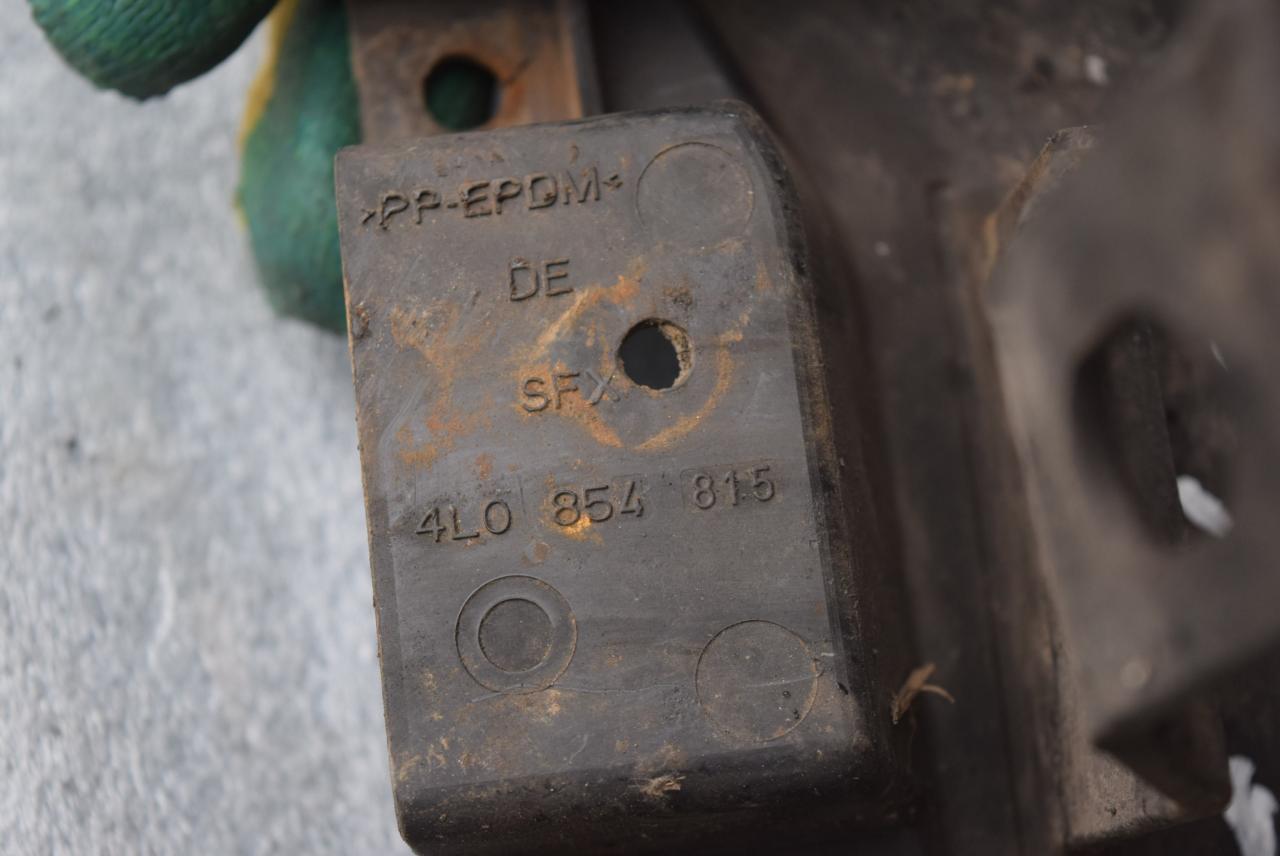 >PP-EPDM<
DE
SFX
4L0 854 815